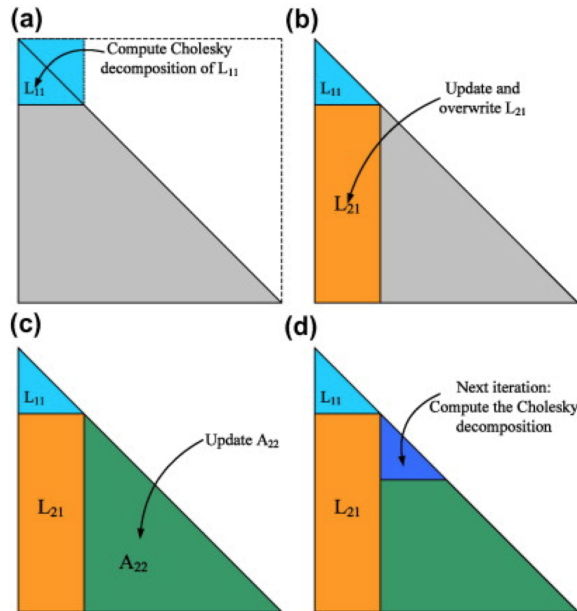 (a)
Compute Cholesky
decomposition of L₁₁
L₁₁
(b)
L₁₁
Update and
overwrite L₂₁
L₂₁
(c)
L₁₁
Update A₂₂
L₂₁
A₂₂
(d)
Next iteration:
L₁₁
Compute the Cholesky
decomposition
L₂₁